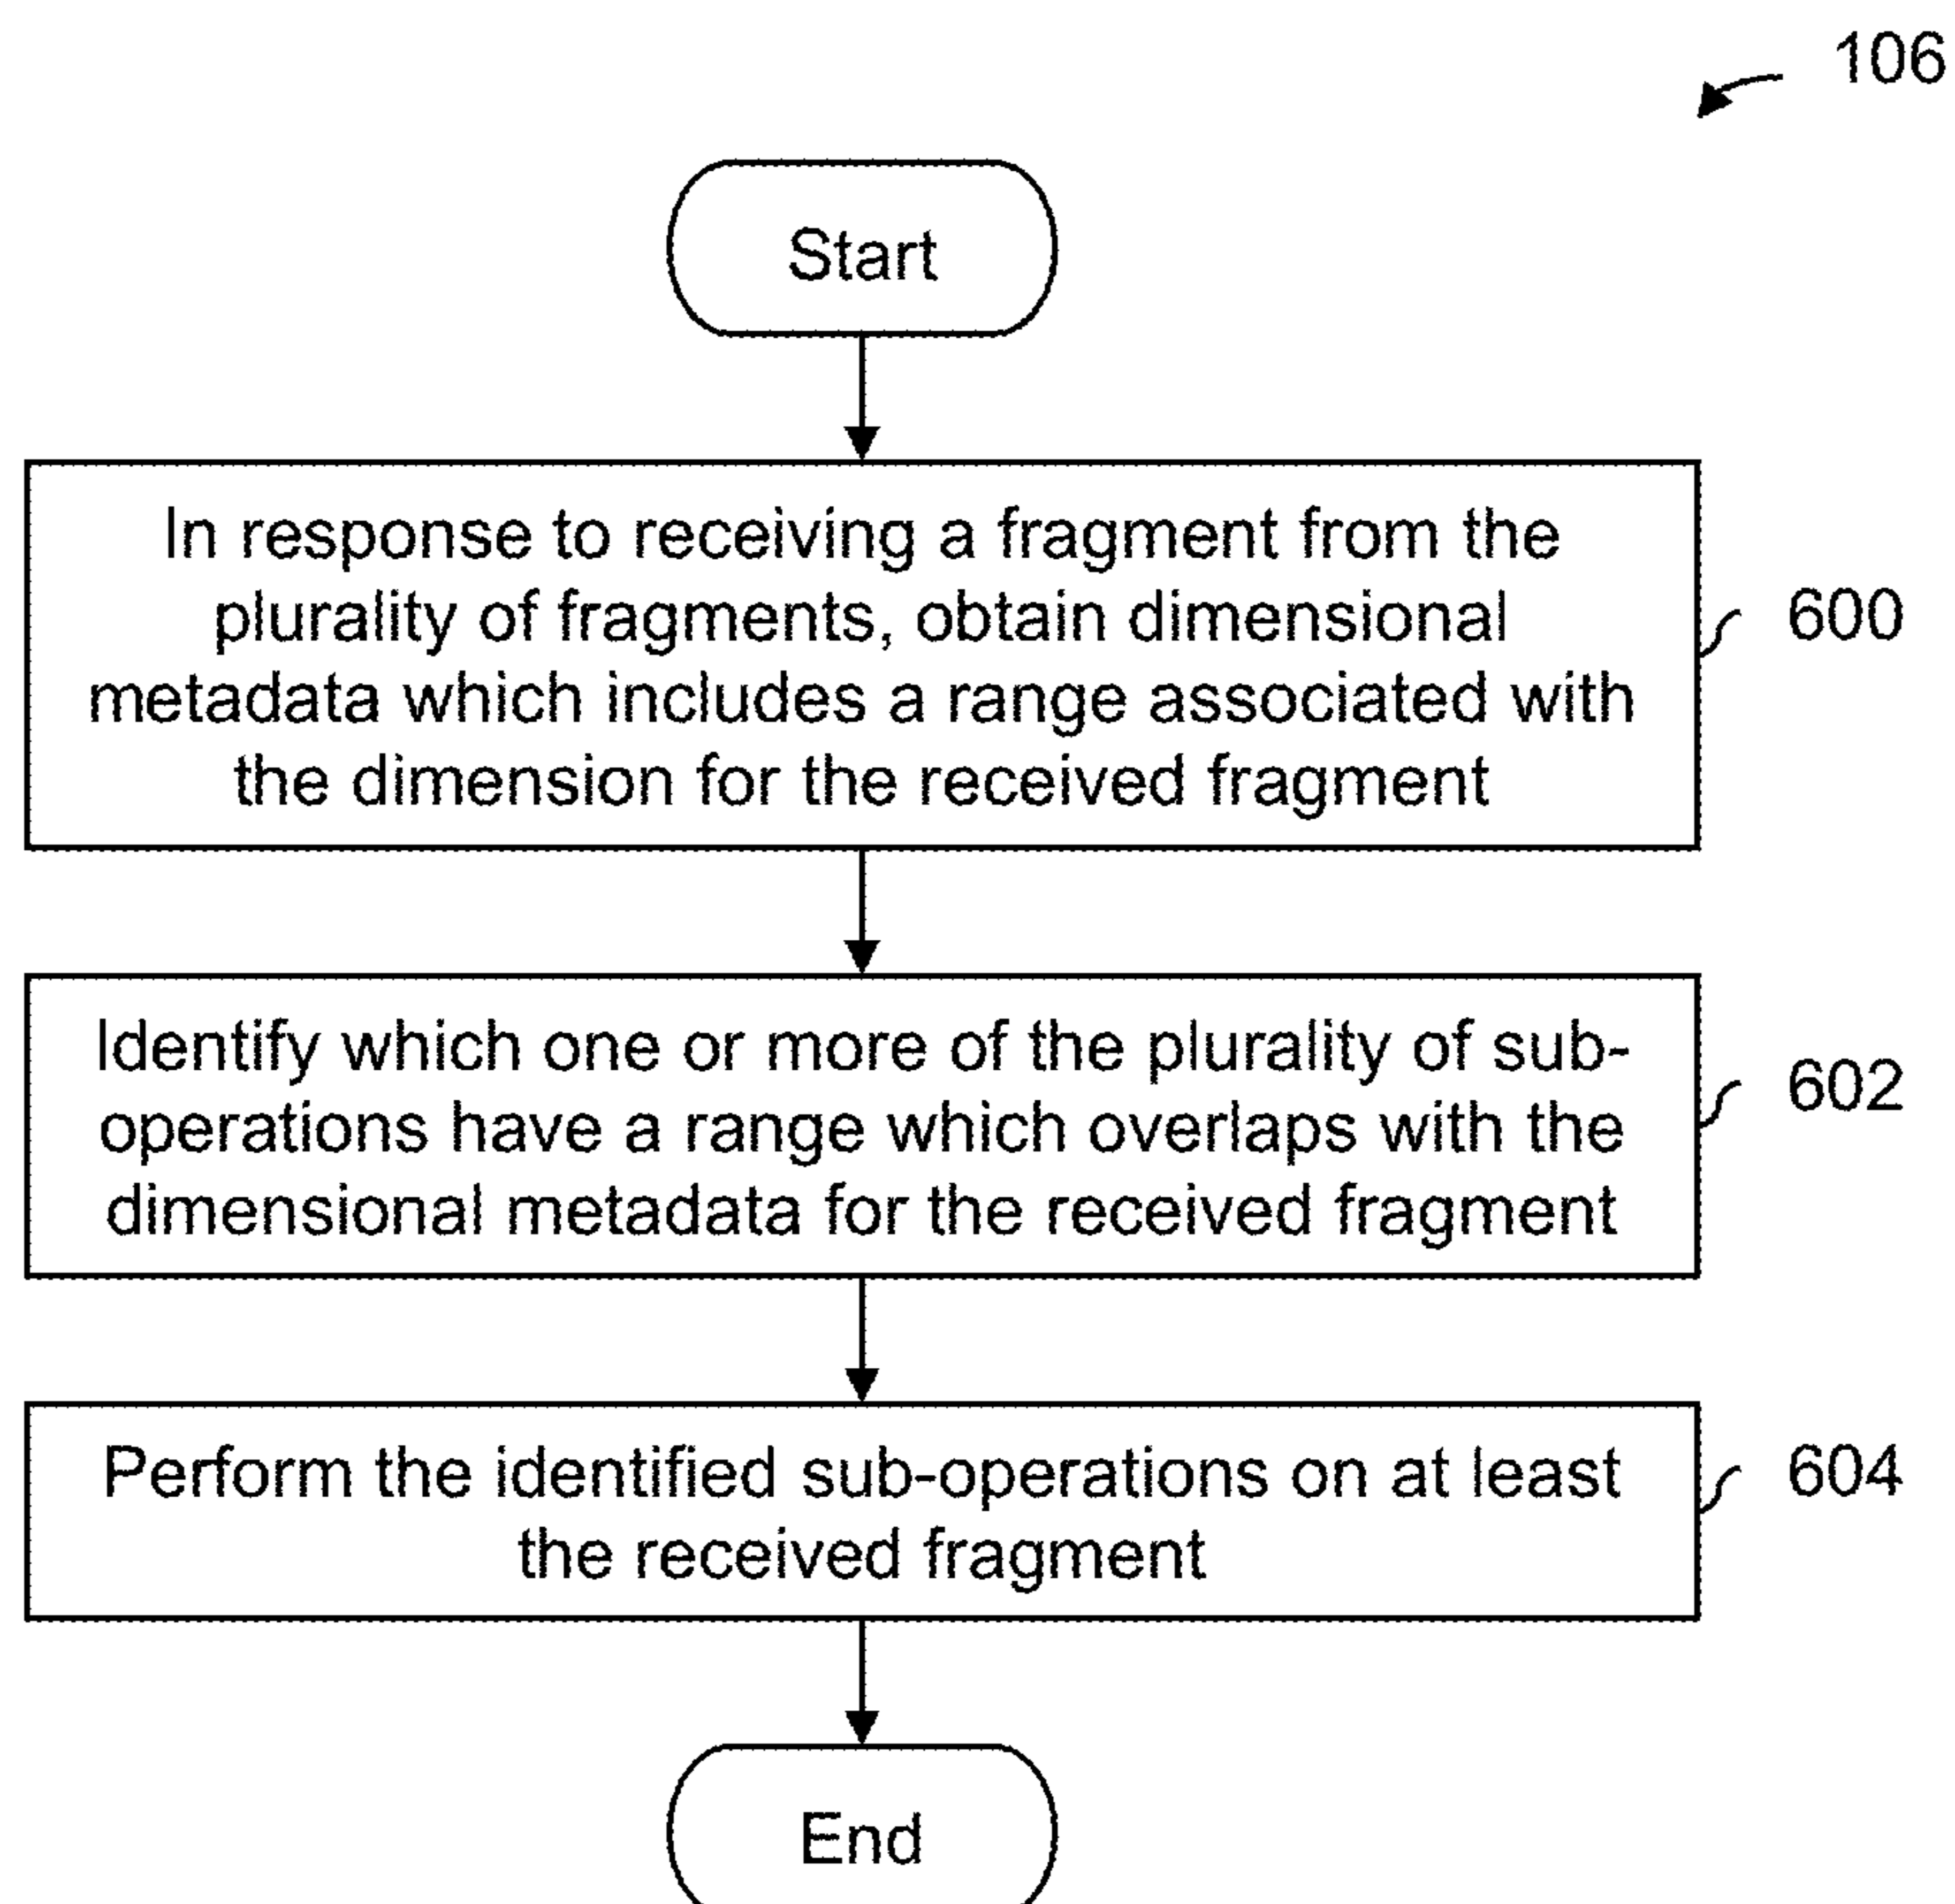 106
Start
In response to receiving a fragment from the
plurality of fragments, obtain dimensional
metadata which includes a range associated with
the dimension for the received fragment
600
Identify which one or more of the plurality of sub-
operations have a range which overlaps with the
dimensional metadata for the received fragment
602
Perform the identified sub-operations on at least
the received fragment
604
End